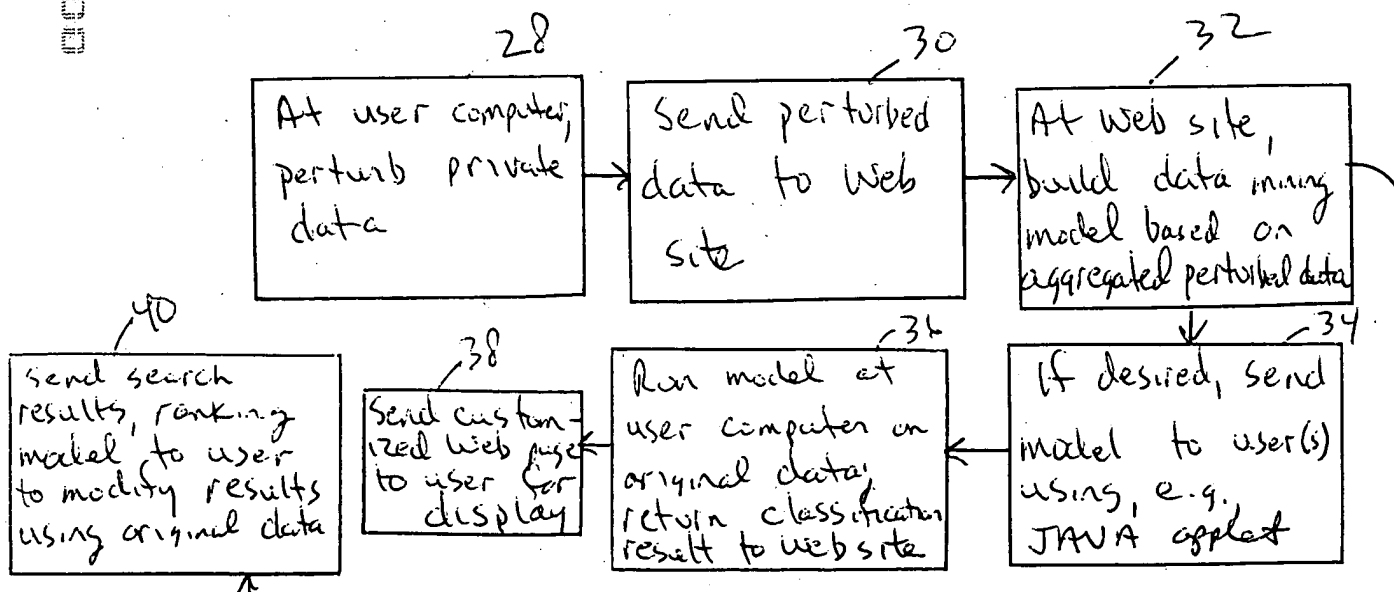 28
At user computer,
perturb private
data
30
Send perturbed
data to Web
site
32
At Web site,
build data mining
model based on
aggregated perturbed data
34
If desired, send
model to user(s)
using, e.g.
JAVA applet
36
Run model at
user computer on
original data;
return classification
result to Web site
38
Send custom-
ized Web page
to user for
display
40
send search
results, ranking
model to user
to modify results
using original data